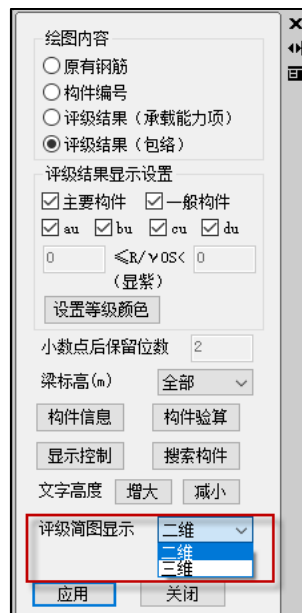 绘图内容
原有钢筋
构件编号
评级结果（承载能力项）
评级结果（包络）
评级结果显示设置
主要构件 一般构件
au bu cu du
0 ≤R/γ0S< 0
（显紫）
设置等级颜色
小数点后保留位数 2
梁标高(m) 全部
构件信息 构件验算
显示控制 搜索构件
文字高度 增大 减小
评级简图显示 二维
二维
三维
应用 关闭